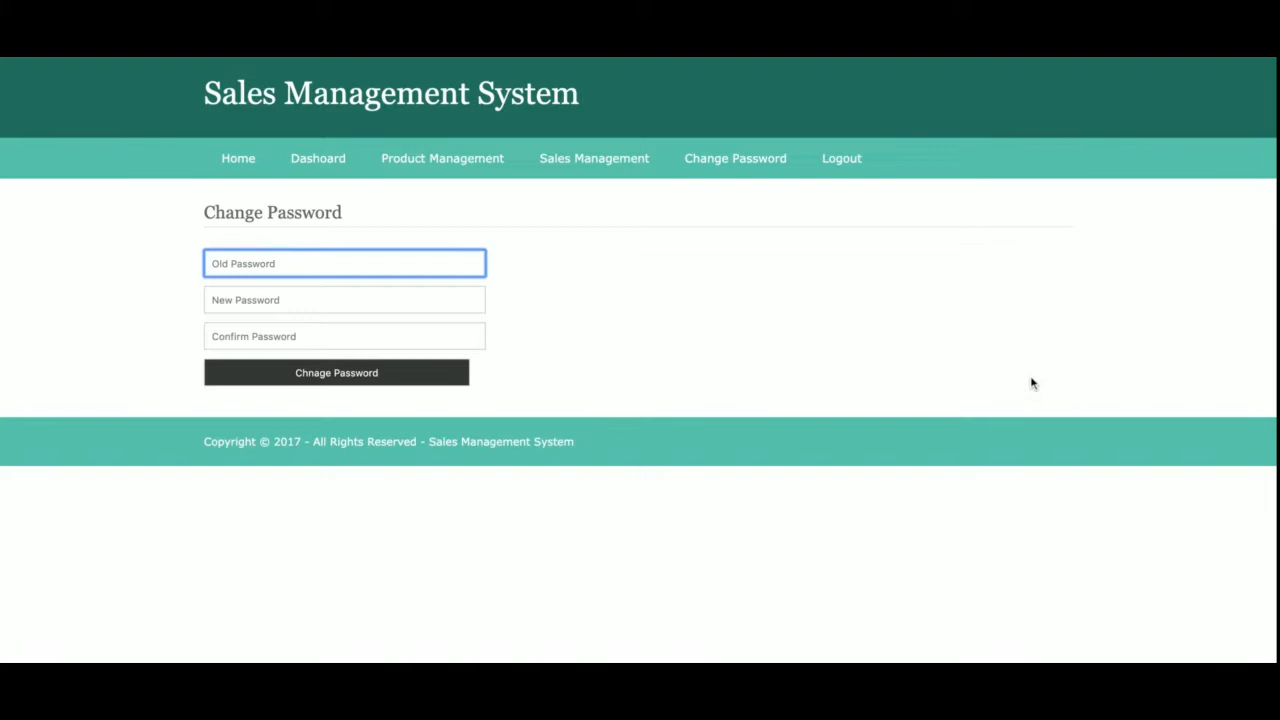 Sales Management System
Home Dashoard Product Management Sales Management Change Password Logout
Change Password
Old Password
New Password
Confirm Password
Chnage Password
Copyright © 2017 - All Rights Reserved - Sales Management System